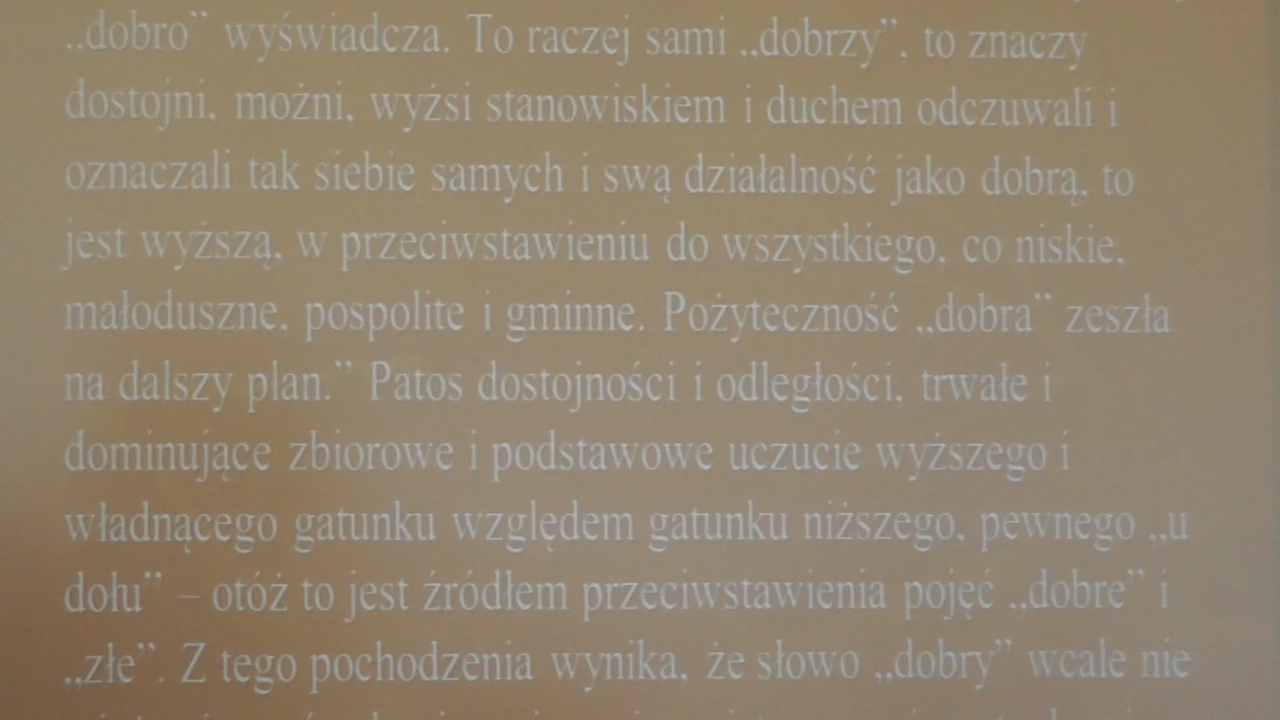 „dobro” wyświadcza. To raczej sami „dobrzy”, to znaczy
dostojni, możni, wyżsi stanowiskiem i duchem odczuwali i
oznaczali tak siebie samych i swą działalność jako dobrą, to
jest wyższą, w przeciwstawieniu do wszystkiego, co niskie,
małoduszne, pospolite i gminne. Pożyteczność „dobra” zeszła
na dalszy plan.” Patos dostojności i odległości, trwałe i
dominujące zbiorowe i podstawowe uczucie wyższego i
władnącego gatunku względem gatunku niższego, pewnego „u
dołu” – otóż to jest źródłem przeciwstawienia pojęć „dobre” i
„złe”. Z tego pochodzenia wynika, że słowo „dobry” wcale nie